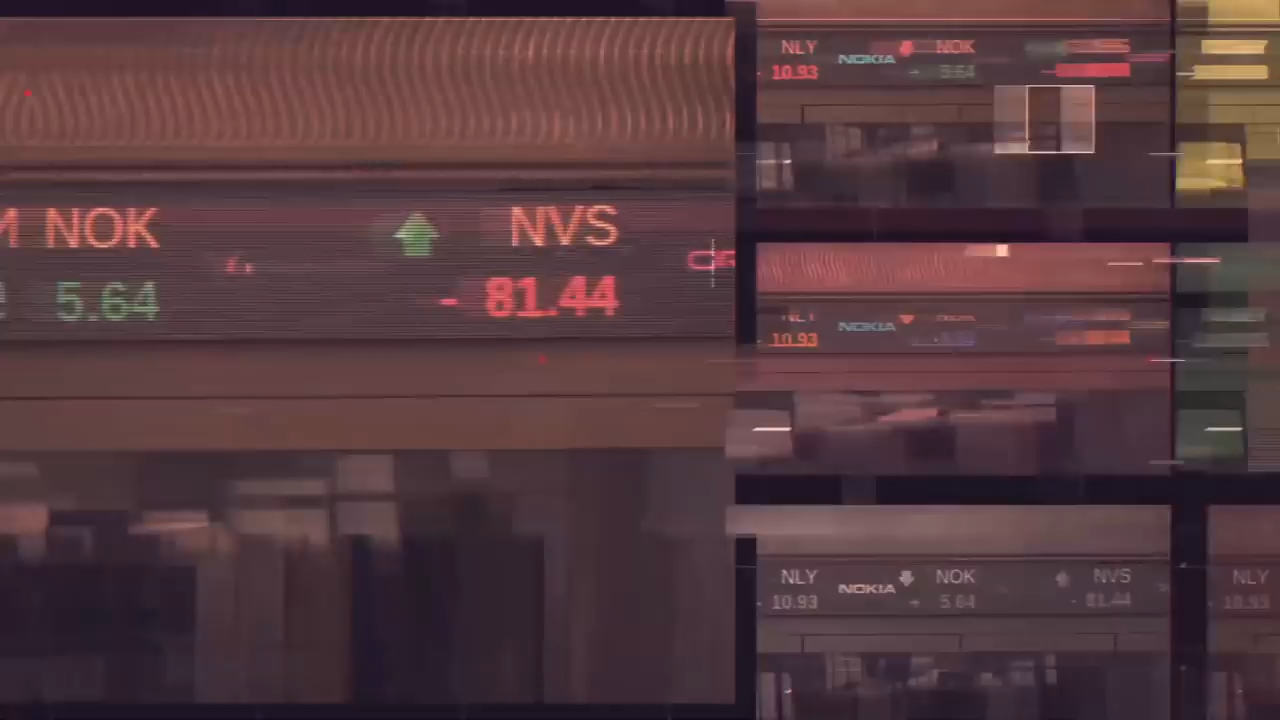 NOK
NVS
5.64
- 81.44
NLY
NOKIA
NOK
- 10.93
5.64
NLY
NOKIA
10.93
NLY
NOKIA
NOK
NVS
- 10.93
+ 5.64
- 81.44
NLY
- 10.93